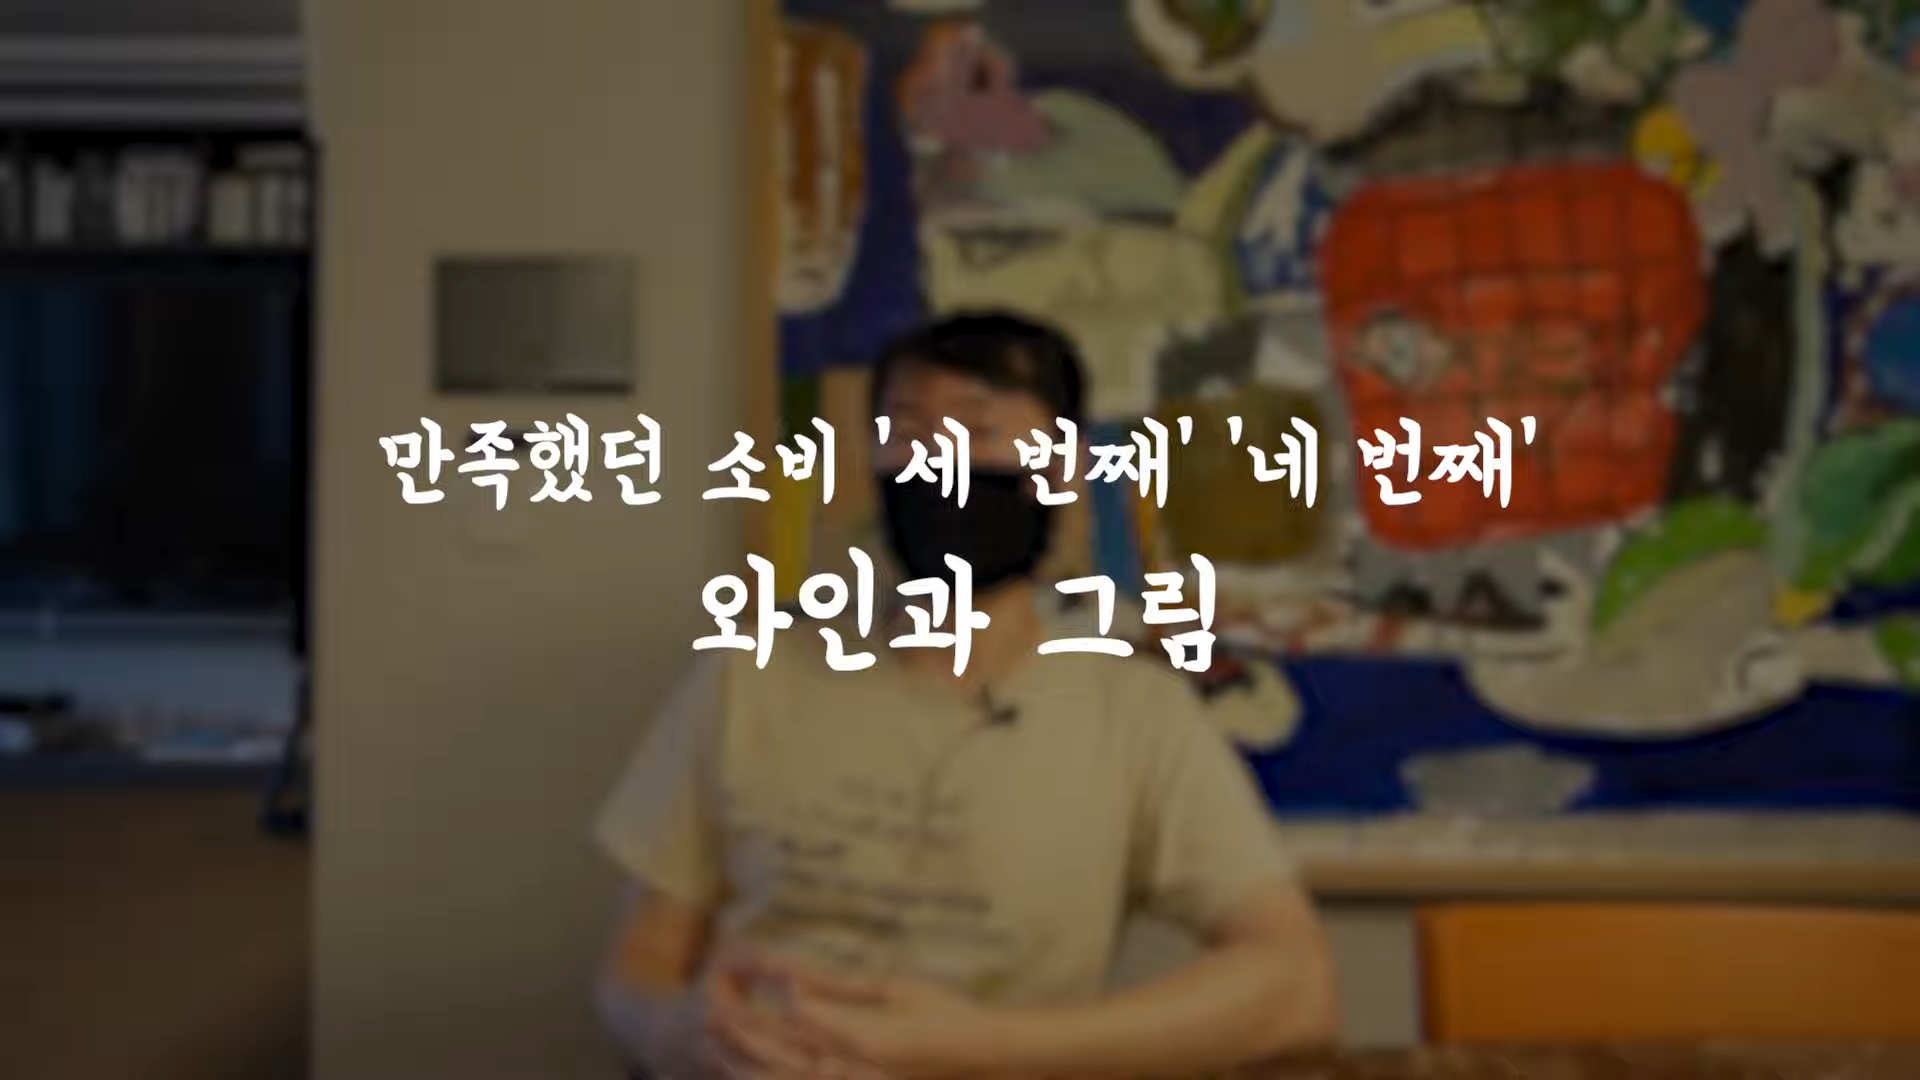 만족했던 소비 '세 번째' '네 번째'
와인과 그림